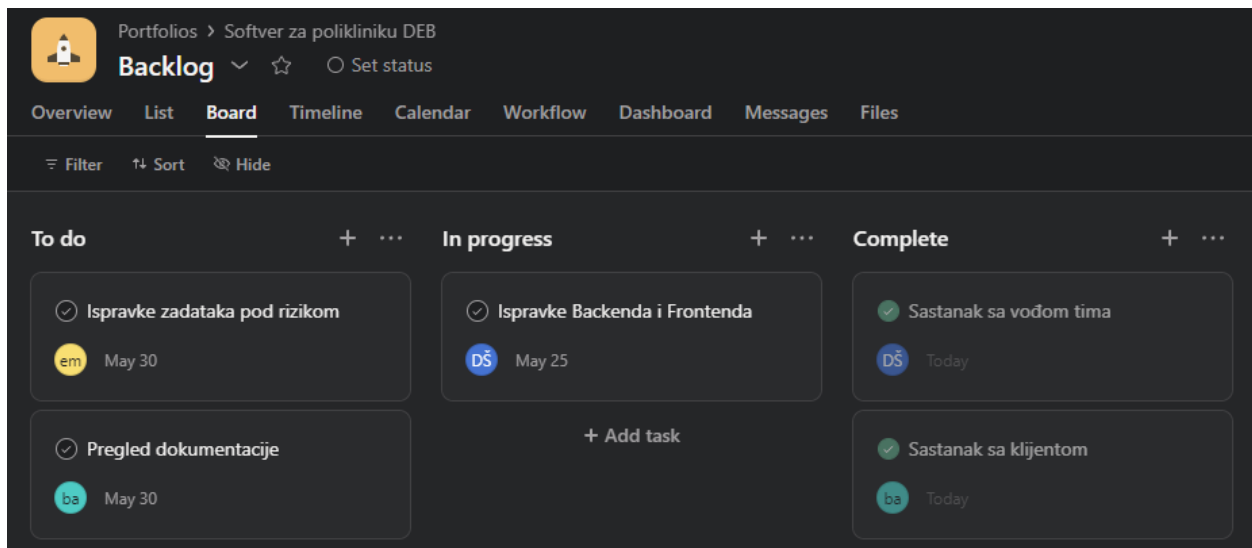 Portfolios > Softver za polikliniku DEB
Backlog
Set status
Overview List Board Timeline Calendar Workflow Dashboard Messages Files
Filter Sort Hide
To do
Ispravke zadataka pod rizikom
em May 30
Pregled dokumentacije
ba May 30
In progress
Ispravke Backenda i Frontenda
DŠ May 25
+ Add task
Complete
Sastanak sa vođom tima
DŠ Today
Sastanak sa klijentom
ba Today